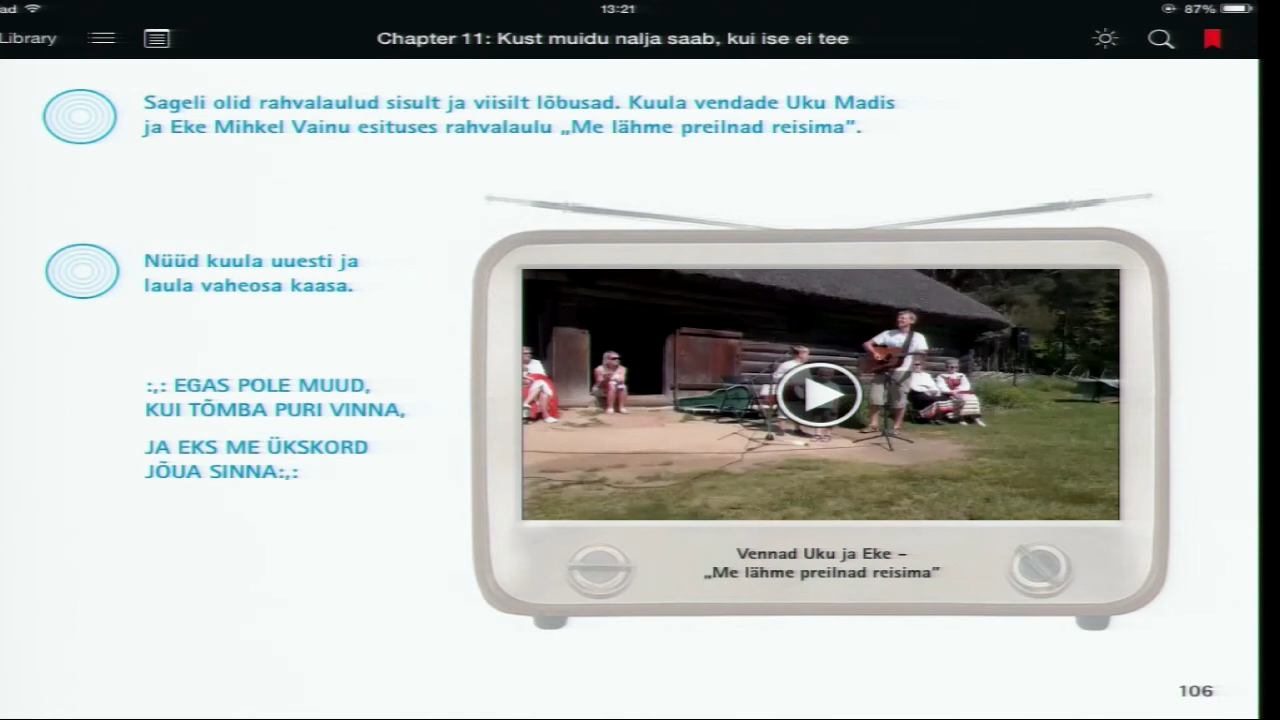 ad
13:21
87%
Library
Chapter 11: Kust muidu nalja saab, kui ise ei tee
Sageli olid rahvalaulud sisult ja viisilt lõbusad. Kuula vendade Uku Madis
ja Eke Mihkel Vainu esituses rahvalaulu „Me lähme preilnad reisima”.
Nüüd kuula uuesti ja
laula vaheosa kaasa.
:,: EGAS POLE MUUD,
KUI TÕMBA PURI VINNA,
JA EKS ME ÜKSKORD
JÕUA SINNA:,:
Vennad Uku ja Eke –
„Me lähme preilnad reisima”
106